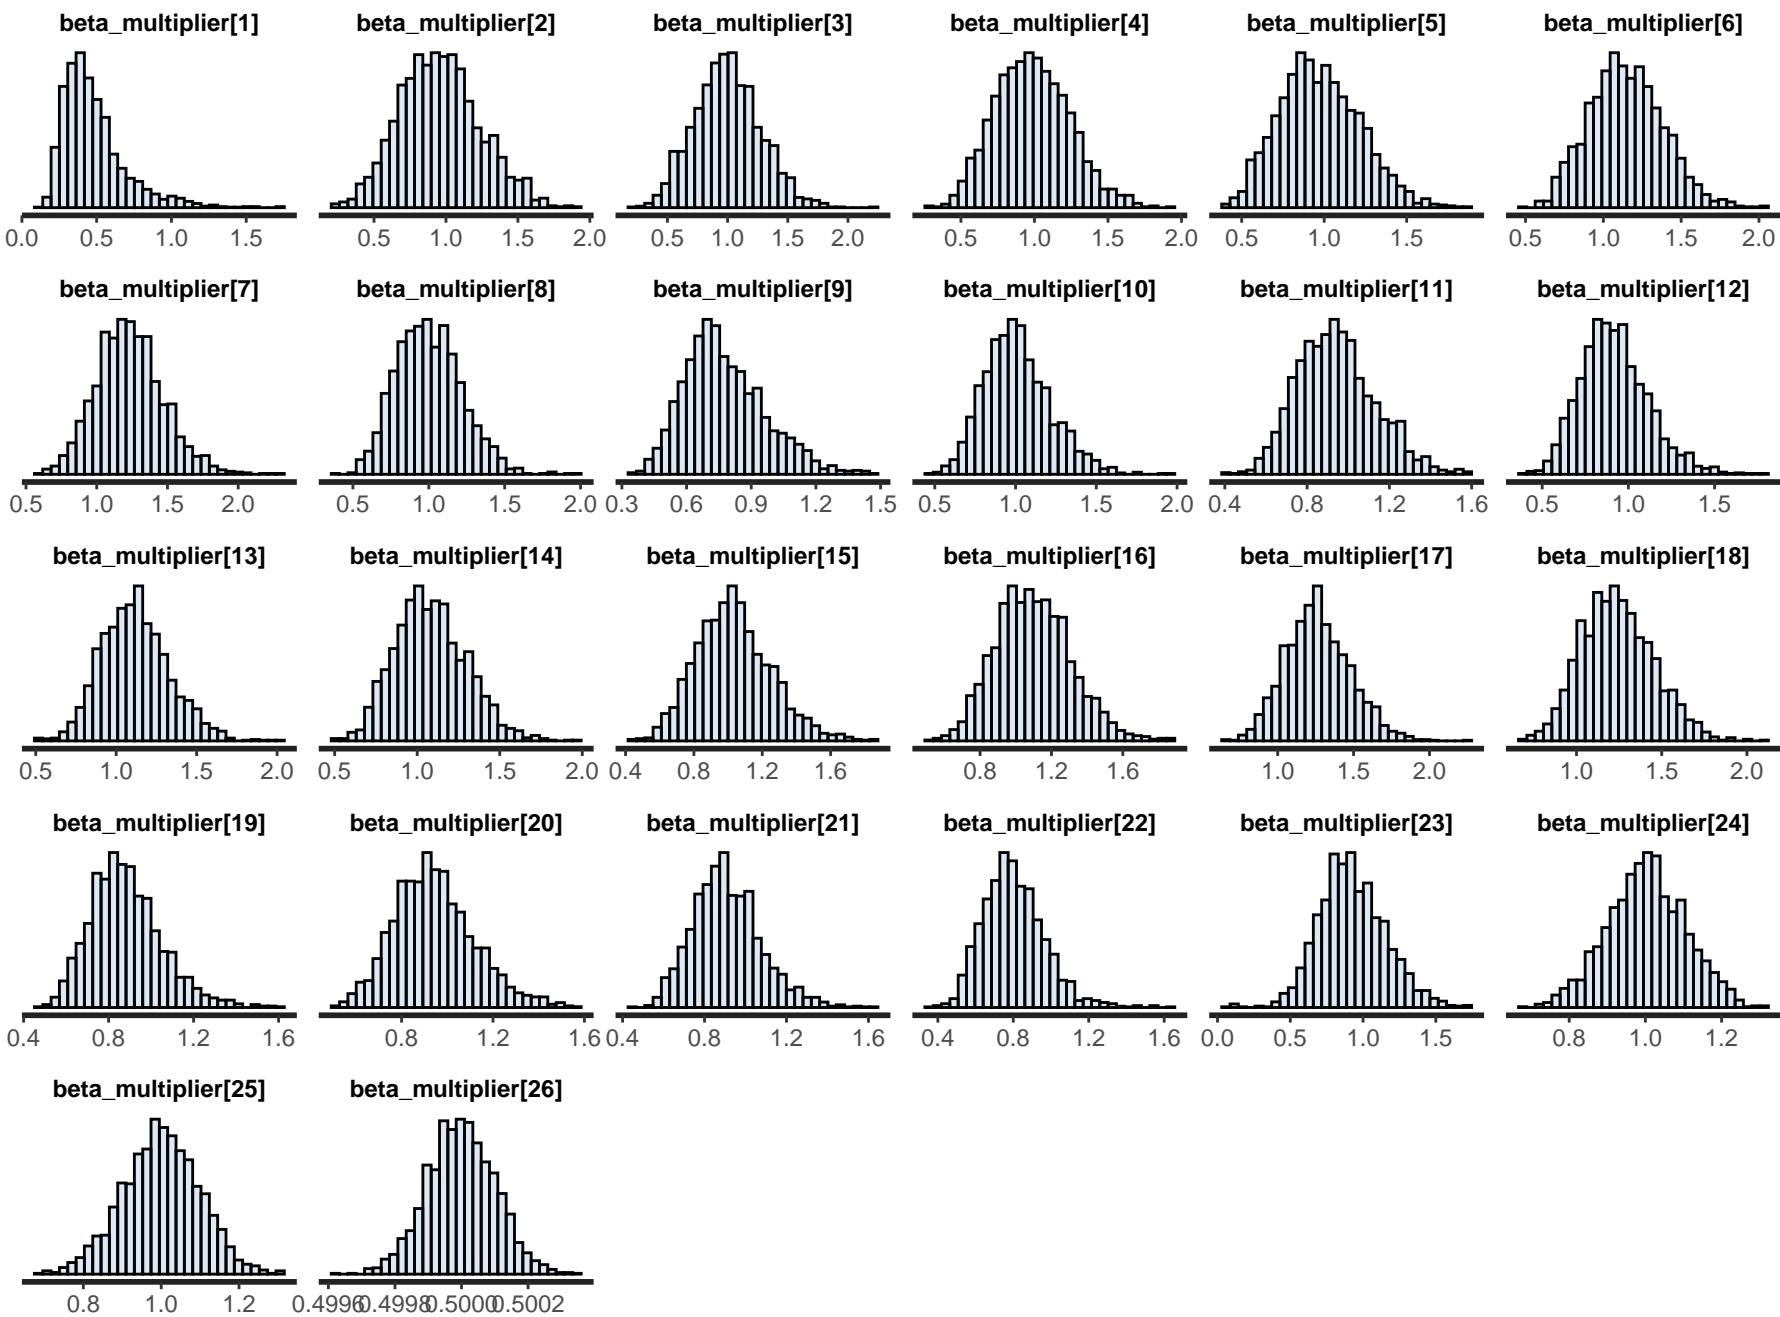 beta_multiplier[1] beta_multiplier[2] beta_multiplier[3] beta_multiplier[4] beta_multiplier[5] beta_multiplier[6]
0.0 0.5 1.0 1.5 0.5 1.0 1.5 2.0 0.5 1.0 1.5 2.0 0.5 1.0 1.5 2.0 0.5 1.0 1.5 0.5 1.0 1.5 2.0
beta_multiplier[7] beta_multiplier[8] beta_multiplier[9] beta_multiplier[10] beta_multiplier[11] beta_multiplier[12]
0.5 1.0 1.5 2.0 0.5 1.0 1.5 2.0 0.3 0.6 0.9 1.2 1.5 0.5 1.0 1.5 2.0 0.4 0.8 1.2 1.6 0.5 1.0 1.5
beta_multiplier[13] beta_multiplier[14] beta_multiplier[15] beta_multiplier[16] beta_multiplier[17] beta_multiplier[18]
0.5 1.0 1.5 2.0 0.5 1.0 1.5 2.0 0.4 0.8 1.2 1.6 0.8 1.2 1.6 1.0 1.5 2.0 1.0 1.5 2.0
beta_multiplier[19] beta_multiplier[20] beta_multiplier[21] beta_multiplier[22] beta_multiplier[23] beta_multiplier[24]
0.4 0.8 1.2 1.6 0.8 1.2 1.6 0.4 0.8 1.2 1.6 0.4 0.8 1.2 1.6 0.0 0.5 1.0 1.5 0.8 1.0 1.2
beta_multiplier[25] beta_multiplier[26]
0.8 1.0 1.2 0.4996 0.4998 0.5000 0.5002